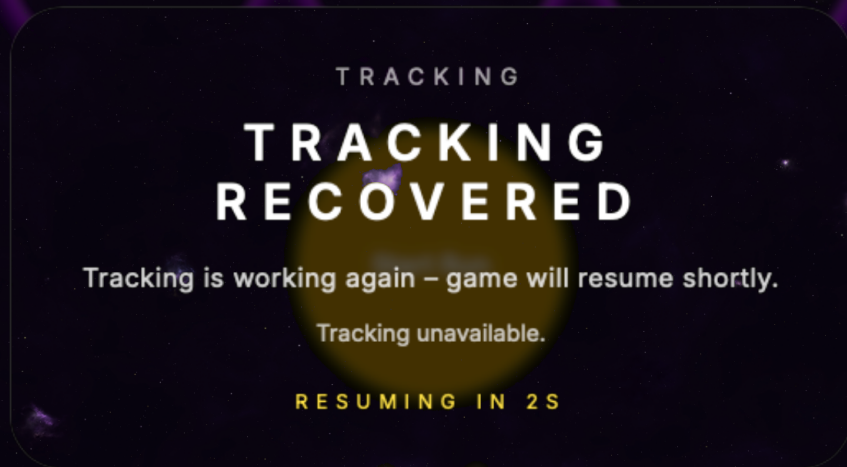 TRACKING
TRACKING
RECOVERED
Tracking is working again – game will resume shortly.
Tracking unavailable.
RESUMING IN 2S